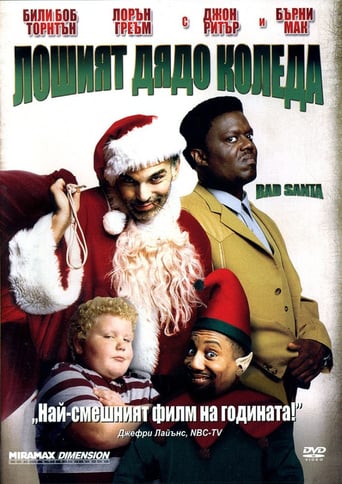 БИЛИ БОБ ТОРНТЪН
ЛОРЪН ГРЕЪМ
С
ДЖОН РИТЪР
И
БЪРНИ МАК
ЛОШИЯТ ДЯДО КОЛЕДА
BAD SANTA
„НАЙ-СМЕШНИЯТ ФИЛМ НА ГОДИНАТА!"
ДЖЕФРИ ЛАЙЪНС, NBC-TV
MIRAMAX DIMENSION
DVD
VIDEO